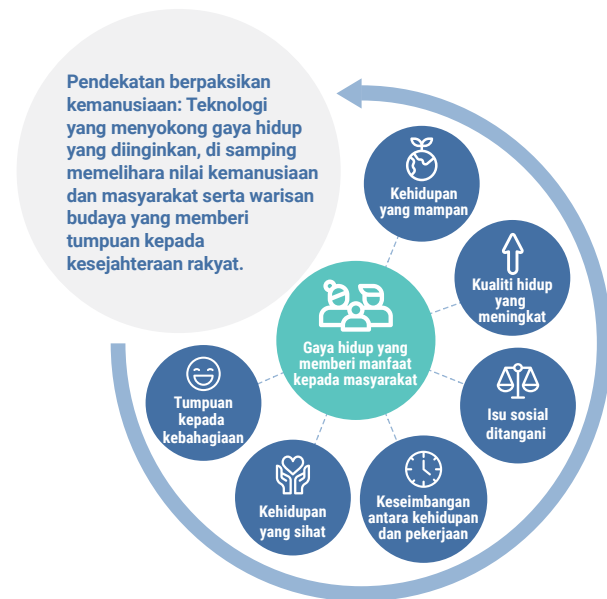 Pendekatan berpaksikan
kemanusiaan: Teknologi
yang menyokong gaya hidup
yang diinginkan, di samping
memelihara nilai kemanusiaan
dan masyarakat serta warisan
budaya yang memberi
tumpuan kepada
kesejahteraan rakyat.
Kehidupan
yang mampan
Kualiti hidup
yang
meningkat
Gaya hidup yang
memberi manfaat
kepada masyarakat
Isu sosial
ditangani
Tumpuan
kepada
kebahagiaan
Kehidupan
yang sihat
Keseimbangan
antara kehidupan
dan pekerjaan